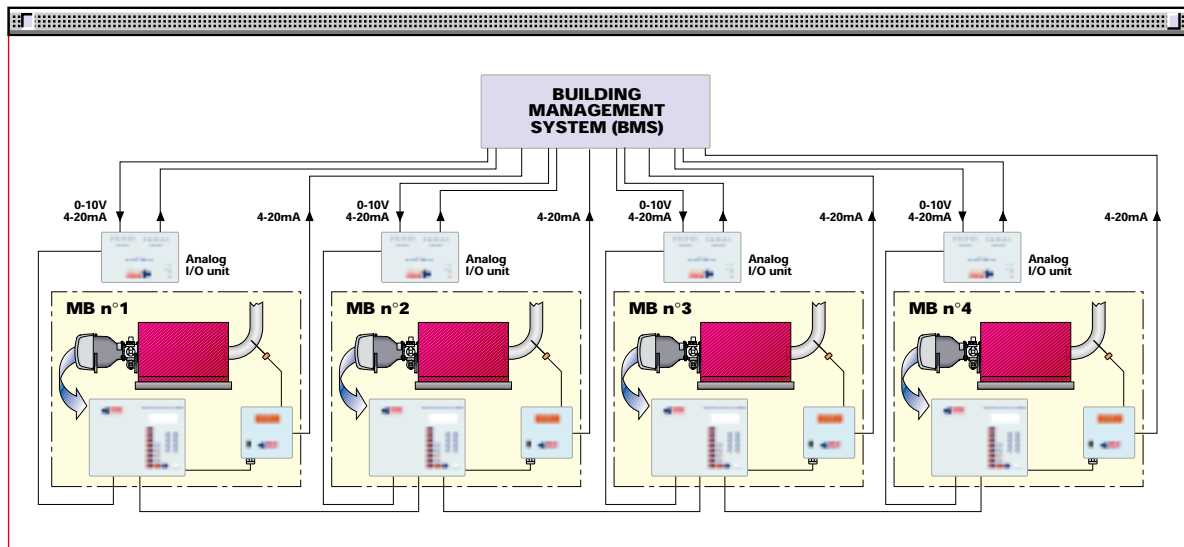 BUILDING
MANAGEMENT
SYSTEM (BMS)
0-10V
4-20mA
4-20mA
0-10V
4-20mA
4-20mA
0-10V
4-20mA
4-20mA
0-10V
4-20mA
4-20mA
Analog
I/O unit
Analog
I/O unit
Analog
I/O unit
Analog
I/O unit
MB n°1
MB n°2
MB n°3
MB n°4